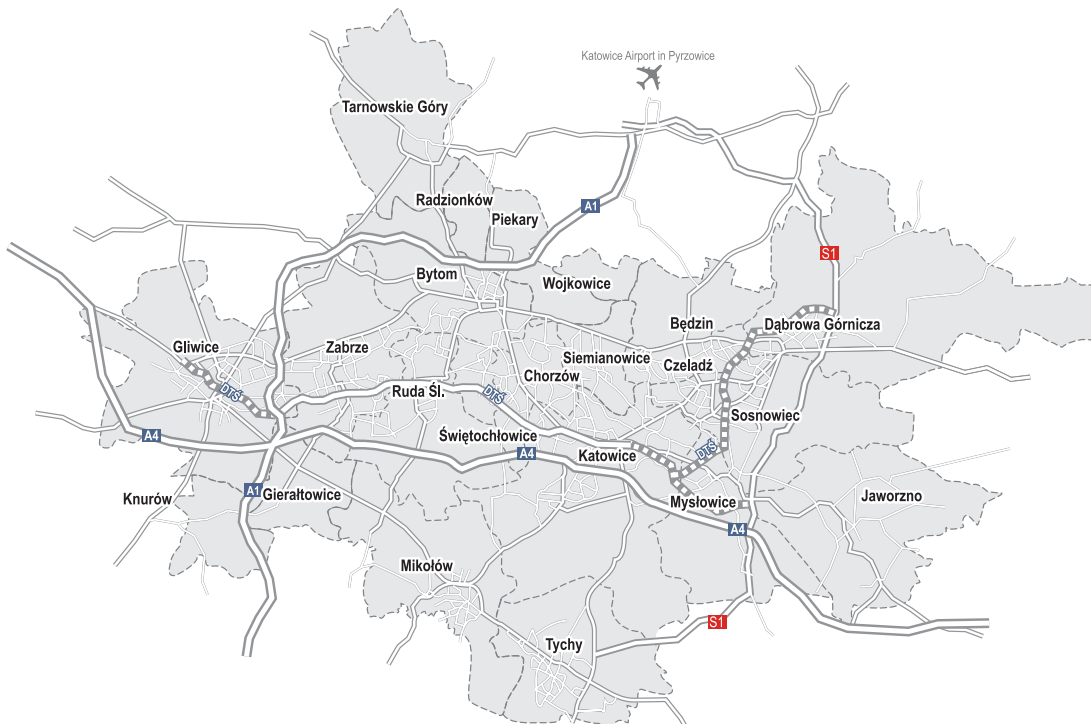 Katowice Airport in Pyrzowice
Tarnowskie Góry
Radzionków
Piekary
A1
S1
Bytom
Wojkowice
Będzin
Dąbrowa Górnicza
Gliwice
Zabrze
Siemianowice
Czeladź
Chorzów
DTŚ
Ruda Śl.
DTŚ
Sosnowiec
A4
Świętochłowice
A4
Katowice
DTŚ
Knurów
A1
Gierałtowice
Mysłowice
Jaworzno
A4
Mikołów
S1
Tychy